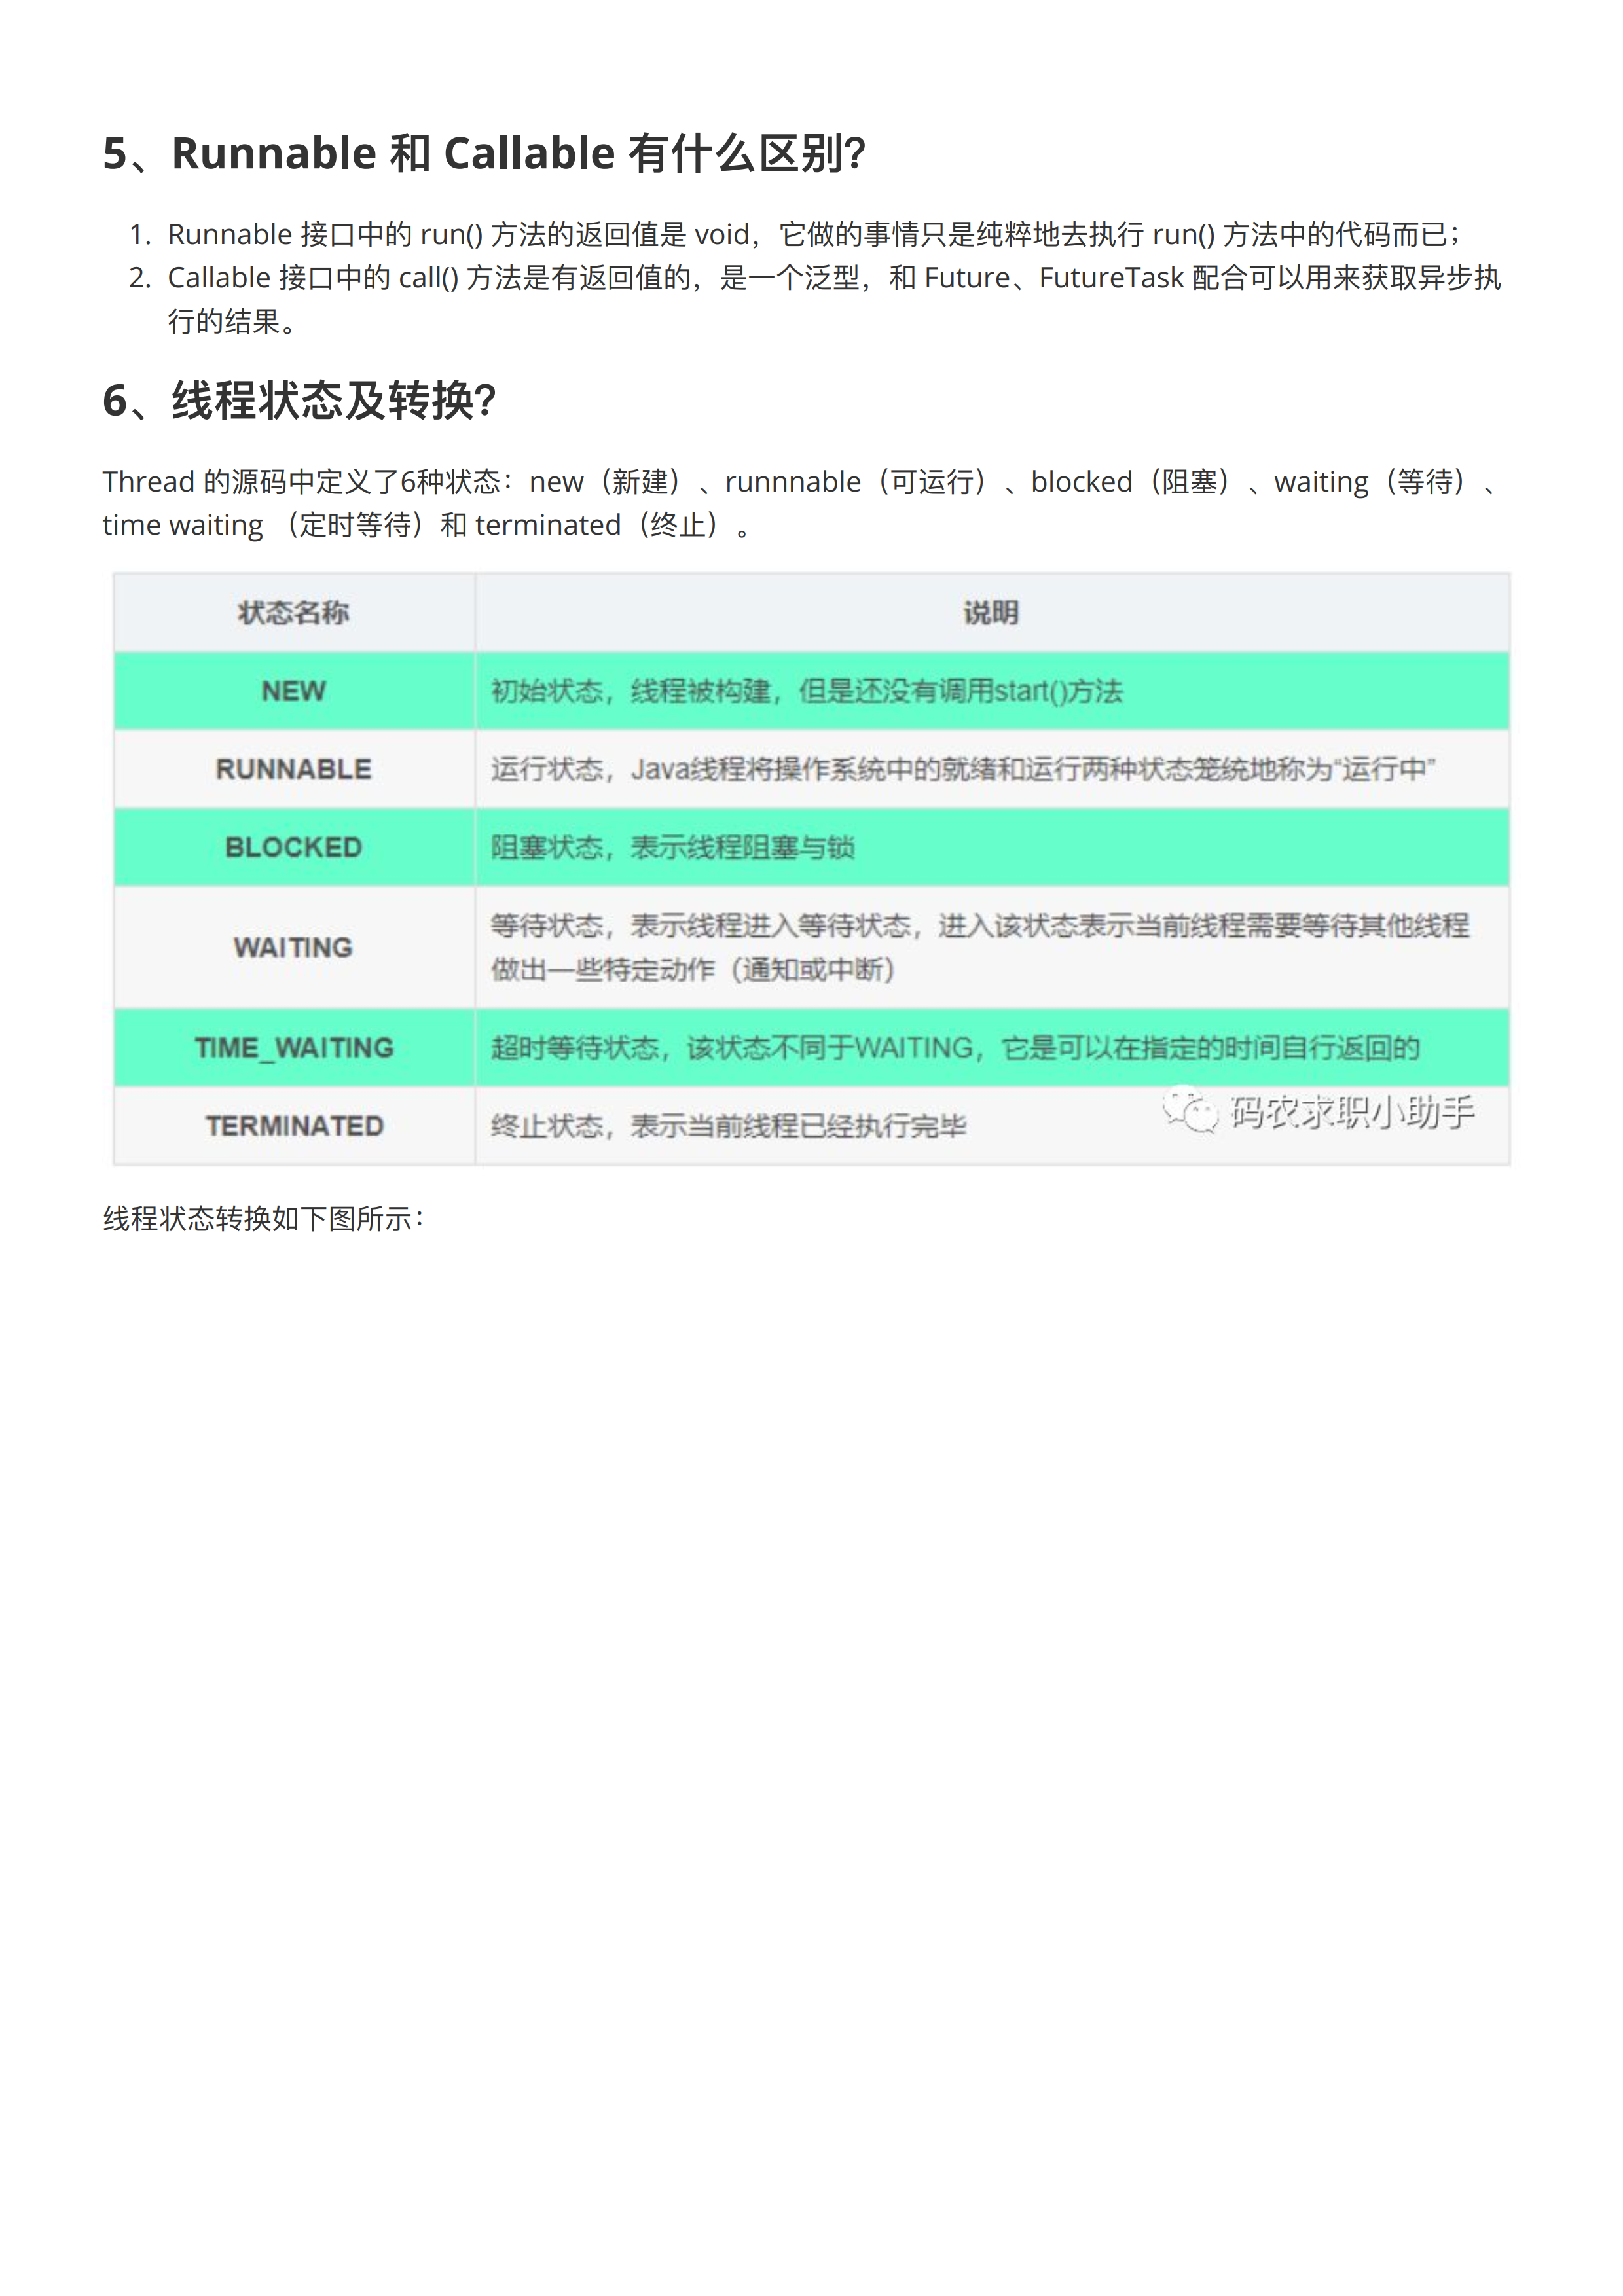 5、Runnable 和 Callable 有什么区别？
1. Runnable 接口中的 run() 方法的返回值是 void，它做的事情只是纯粹地去执行 run() 方法中的代码而已；
2. Callable 接口中的 call() 方法是有返回值的，是一个泛型，和 Future、FutureTask 配合可以用来获取异步执
行的结果。
6、线程状态及转换？
Thread 的源码中定义了6种状态：new（新建）、runnnable（可运行）、blocked（阻塞）、waiting（等待）、
time waiting （定时等待）和 terminated（终止）。
状态名称 说明
NEW 初始状态，线程被构建，但是还没有调用start()方法
RUNNABLE 运行状态，Java线程将操作系统中的就绪和运行两种状态笼统地称为“运行中”
BLOCKED 阻塞状态，表示线程阻塞与锁
WAITING 等待状态，表示线程进入等待状态，进入该状态表示当前线程需要等待其他线程
做出一些特定动作（通知或中断）
TIME_WAITING 超时等待状态，该状态不同于WAITING，它是可以在指定的时间自行返回的
TERMINATED 终止状态，表示当前线程已经执行完毕
码农求职小助手
线程状态转换如下图所示：